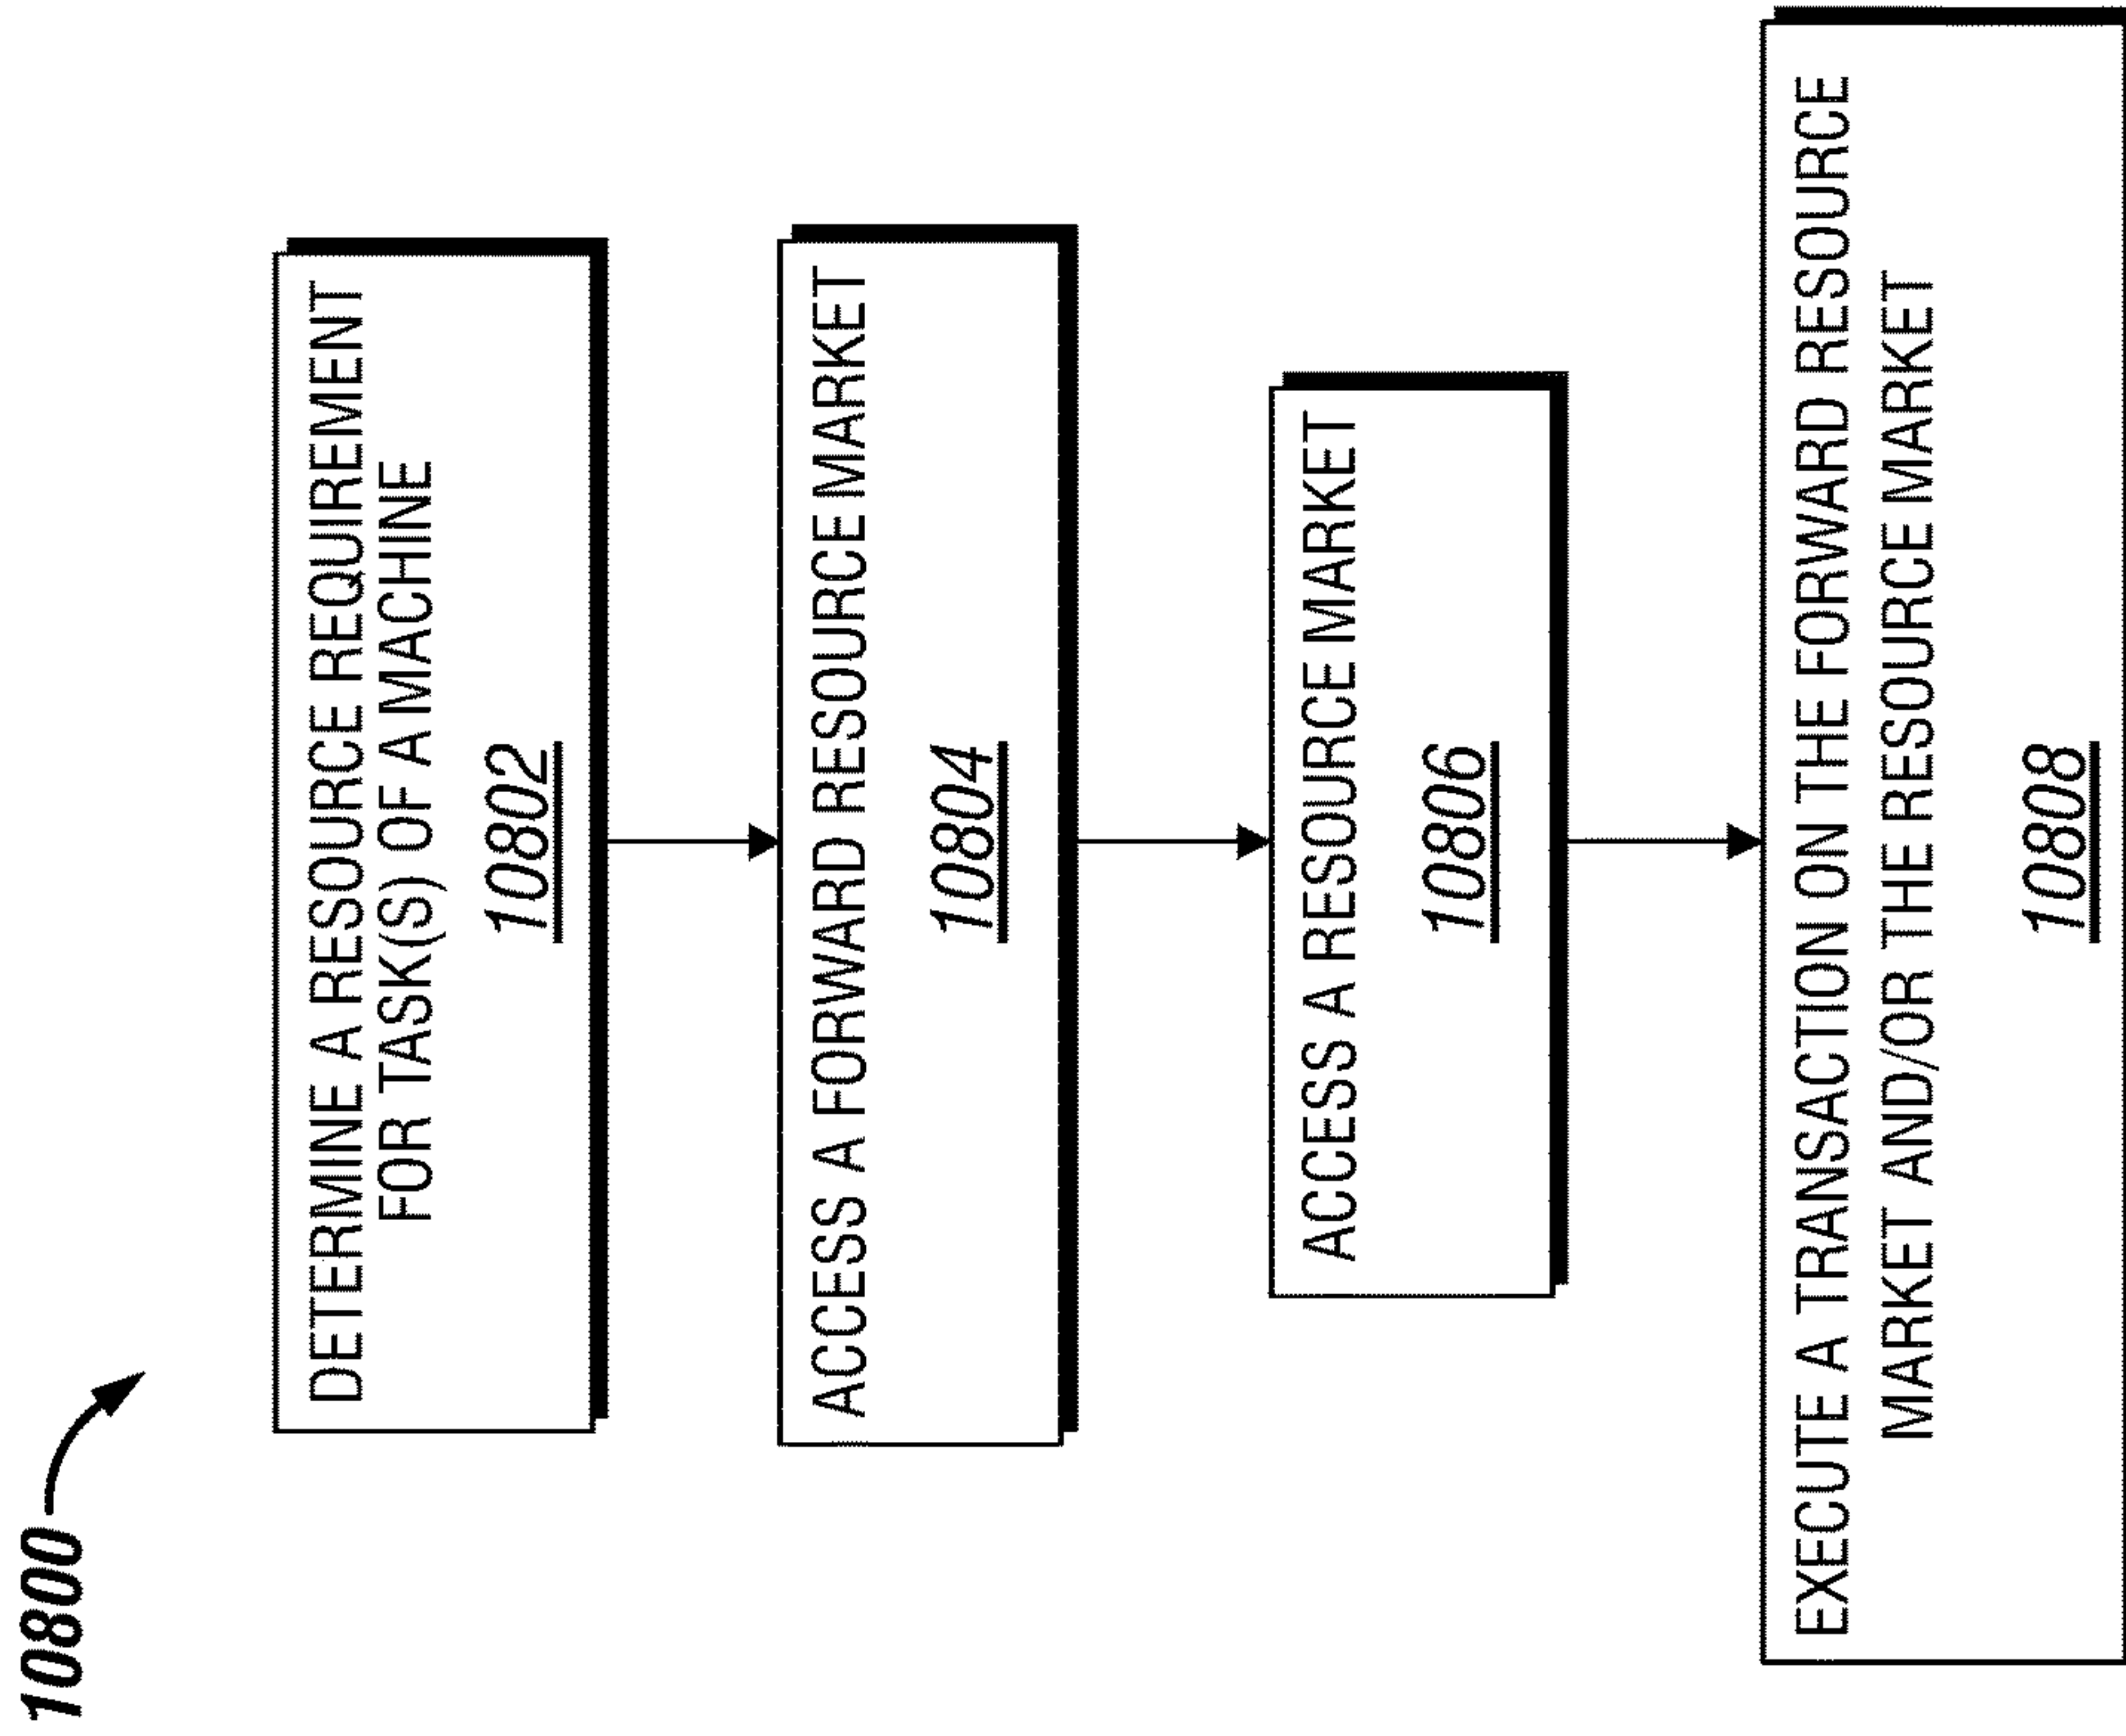 10800
DETERMINE A RESOURCE REQUIREMENT
FOR TASK(S) OF A MACHINE
10802
ACCESS A FORWARD RESOURCE MARKET
10804
ACCESS A RESOURCE MARKET
10806
EXECUTE A TRANSACTION ON THE FORWARD RESOURCE
MARKET AND/OR THE RESOURCE MARKET
10808